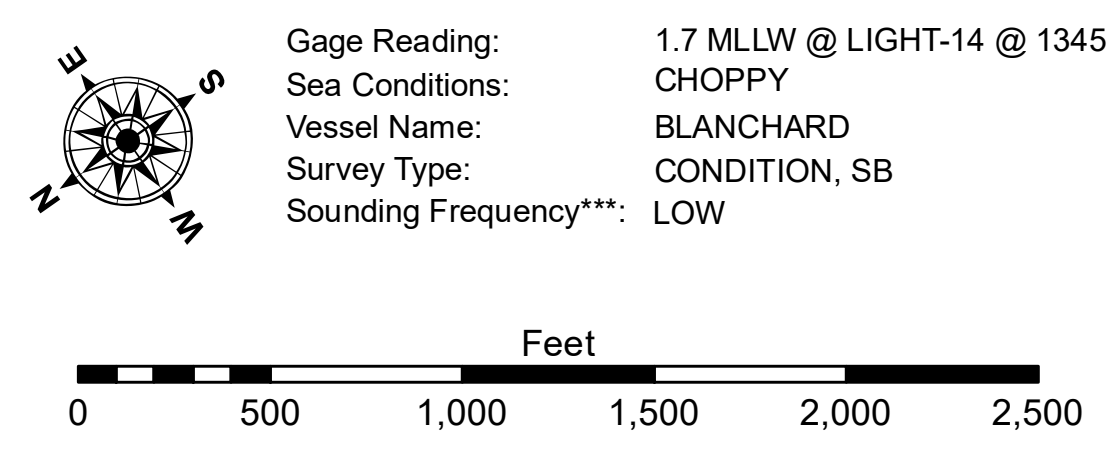 E
S
N
W
Gage Reading: 1.7 MLLW @ LIGHT-14 @ 1345
Sea Conditions: CHOPPY
Vessel Name: BLANCHARD
Survey Type: CONDITION, SB
Sounding Frequency***: LOW
Feet
0 500 1,000 1,500 2,000 2,500